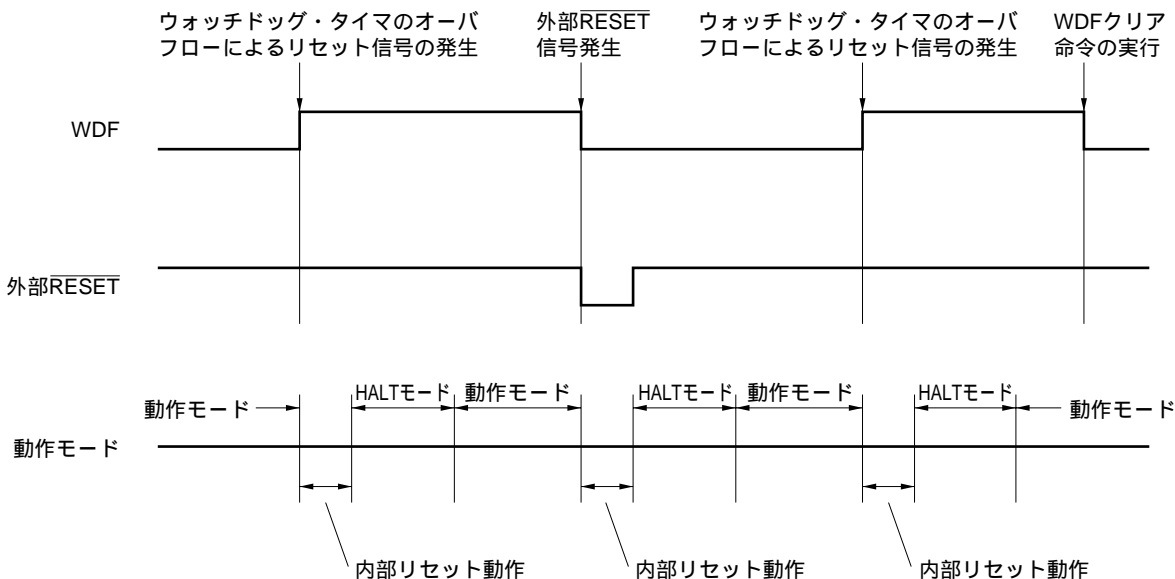 ウォッチドッグ・タイマのオーバ
フローによるリセット信号の発生
外部RESET
信号発生
ウォッチドッグ・タイマのオーバ
フローによるリセット信号の発生
WDFクリア
命令の実行
WDF
外部RESET
動作モード
HALTモード
動作モード
HALTモード
動作モード
HALTモード
動作モード
動作モード
内部リセット動作
内部リセット動作
内部リセット動作